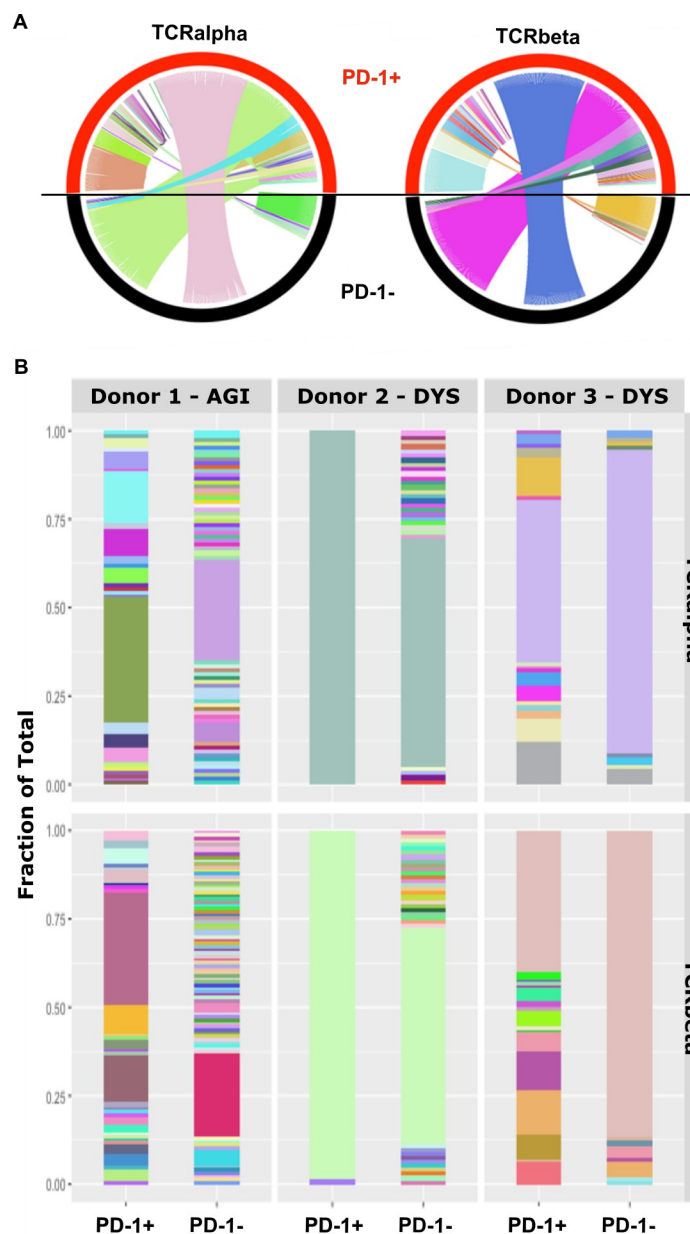 A
TCRalpha
TCRbeta
PD-1+
PD-1-
B
Donor 1 - AGI
Donor 2 - DYS
Donor 3 - DYS
1.00
0.75
0.50
0.25
0.00
1.00
0.75
0.50
0.25
0.00
Fraction of Total
PD-1+
PD-1-
PD-1+
PD-1-
PD-1+
PD-1-